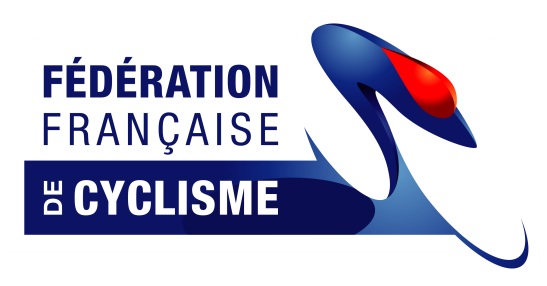 FÉDÉRATION
FRANÇAISE
DE CYCLISME